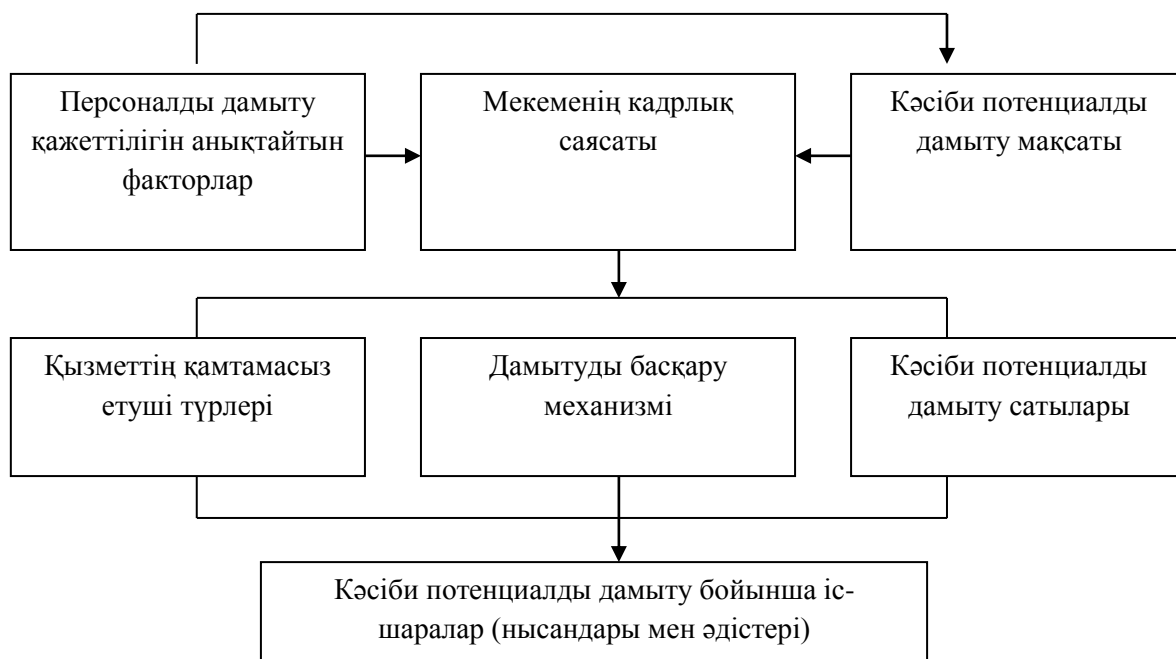 Персоналды дамыту
қажеттілігін анықтайтын
факторлар
Мекеменің кадрлық
саясаты
Кәсіби потенциалды
дамыту мақсаты
Қызметтің қамтамасыз
етуші түрлері
Дамытуды басқару
механизмі
Кәсіби потенциалды
дамыту сатылары
Кәсіби потенциалды дамыту бойынша іс-
шаралар (нысандары мен әдістері)